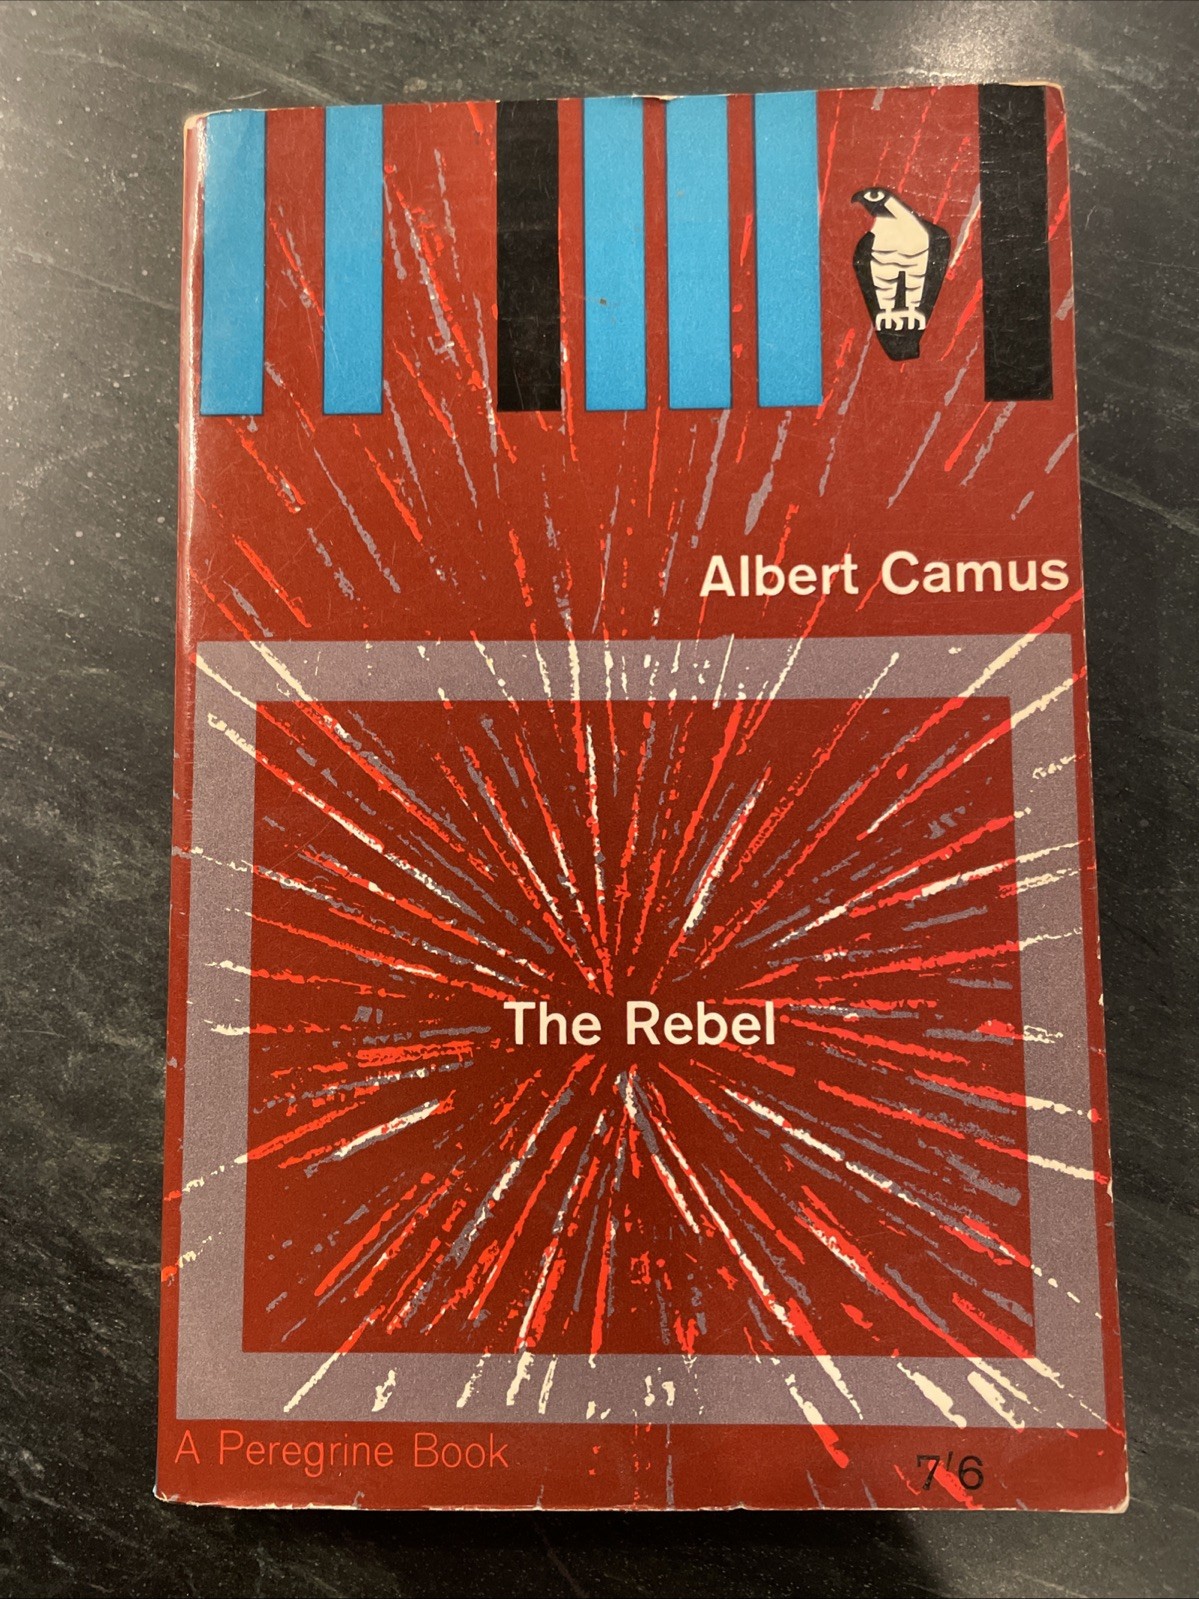 Albert Camus
The Rebel
A Peregrine Book
7'6